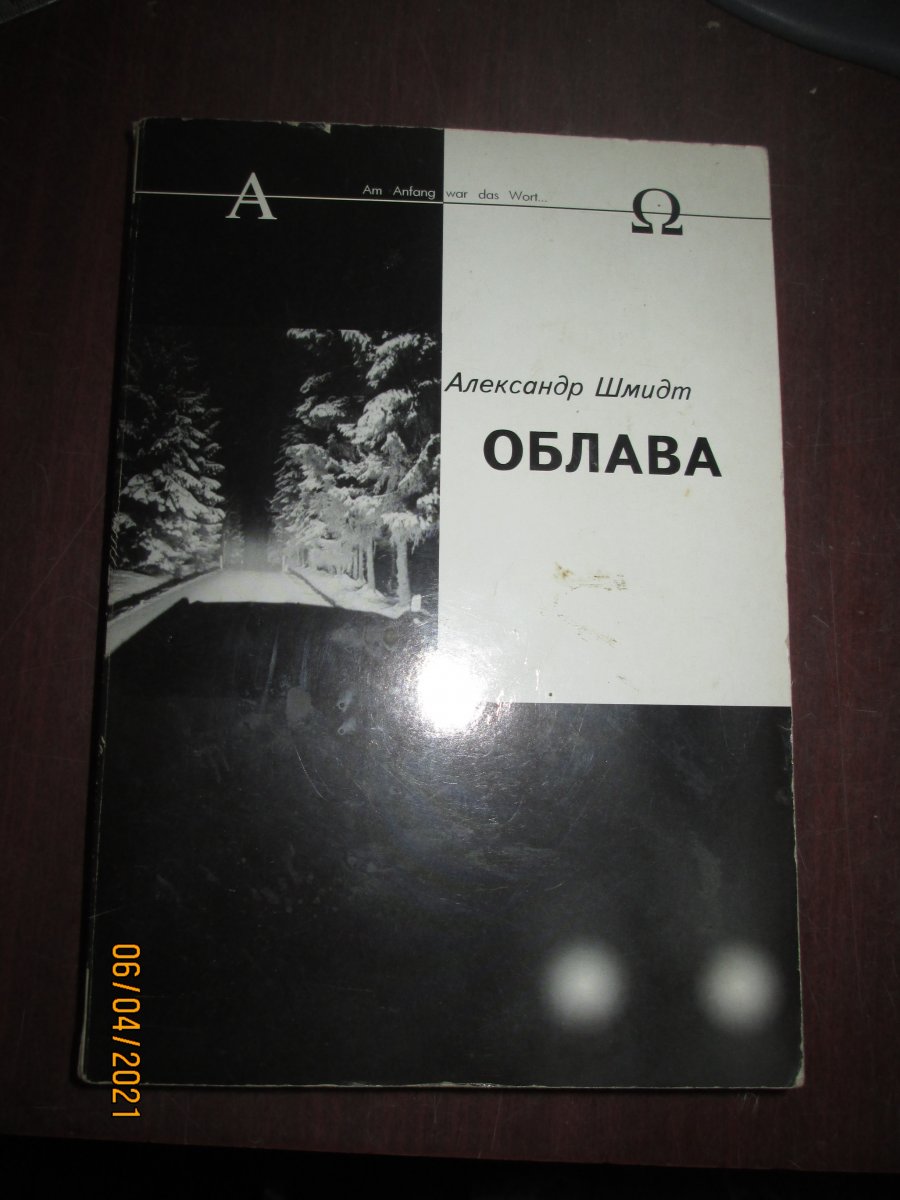 Α Am Anfang war das Wort... Ω
Александр Шмидт
ОБЛАВА
06/04/2021